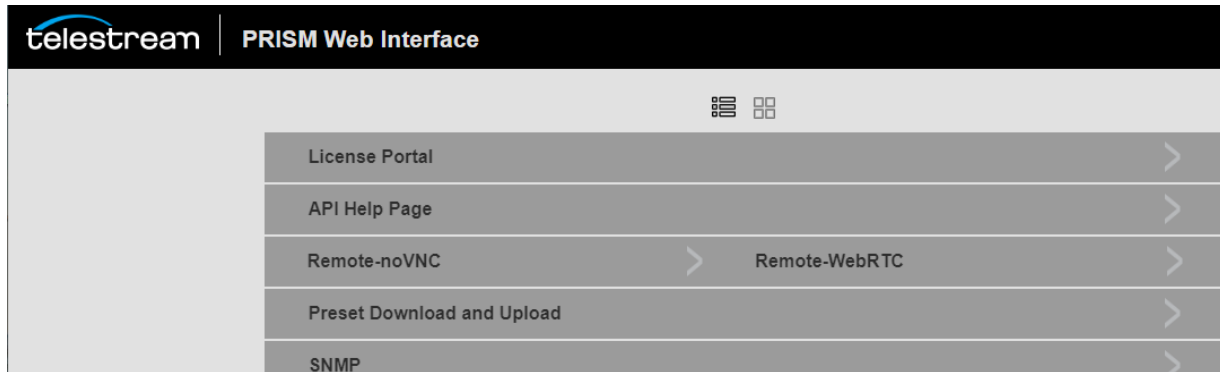 telestream PRISM Web Interface
License Portal
API Help Page
Remote-noVNC Remote-WebRTC
Preset Download and Upload
SNMP